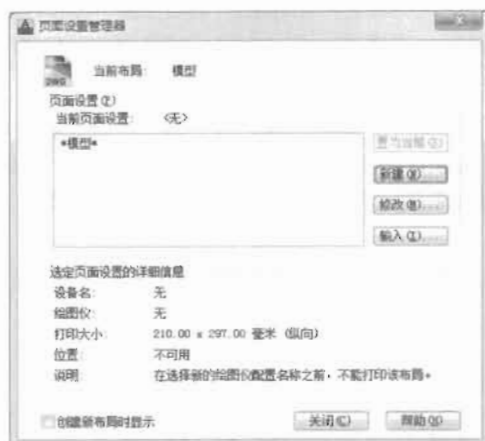 页面设置管理器
DWG
当前布局: 模型
页面设置(P)
当前页面设置: <无>
*模型*
置为当前(S)
新建(N)...
修改(M)...
输入(I)...
选定页面设置的详细信息
设备名: 无
绘图仪: 无
打印大小: 210.00 x 297.00 毫米 (纵向)
位置: 不可用
说明: 在选择新的绘图仪配置名称之前,不能打印该布局。
创建新布局时显示
关闭(C)
帮助(H)